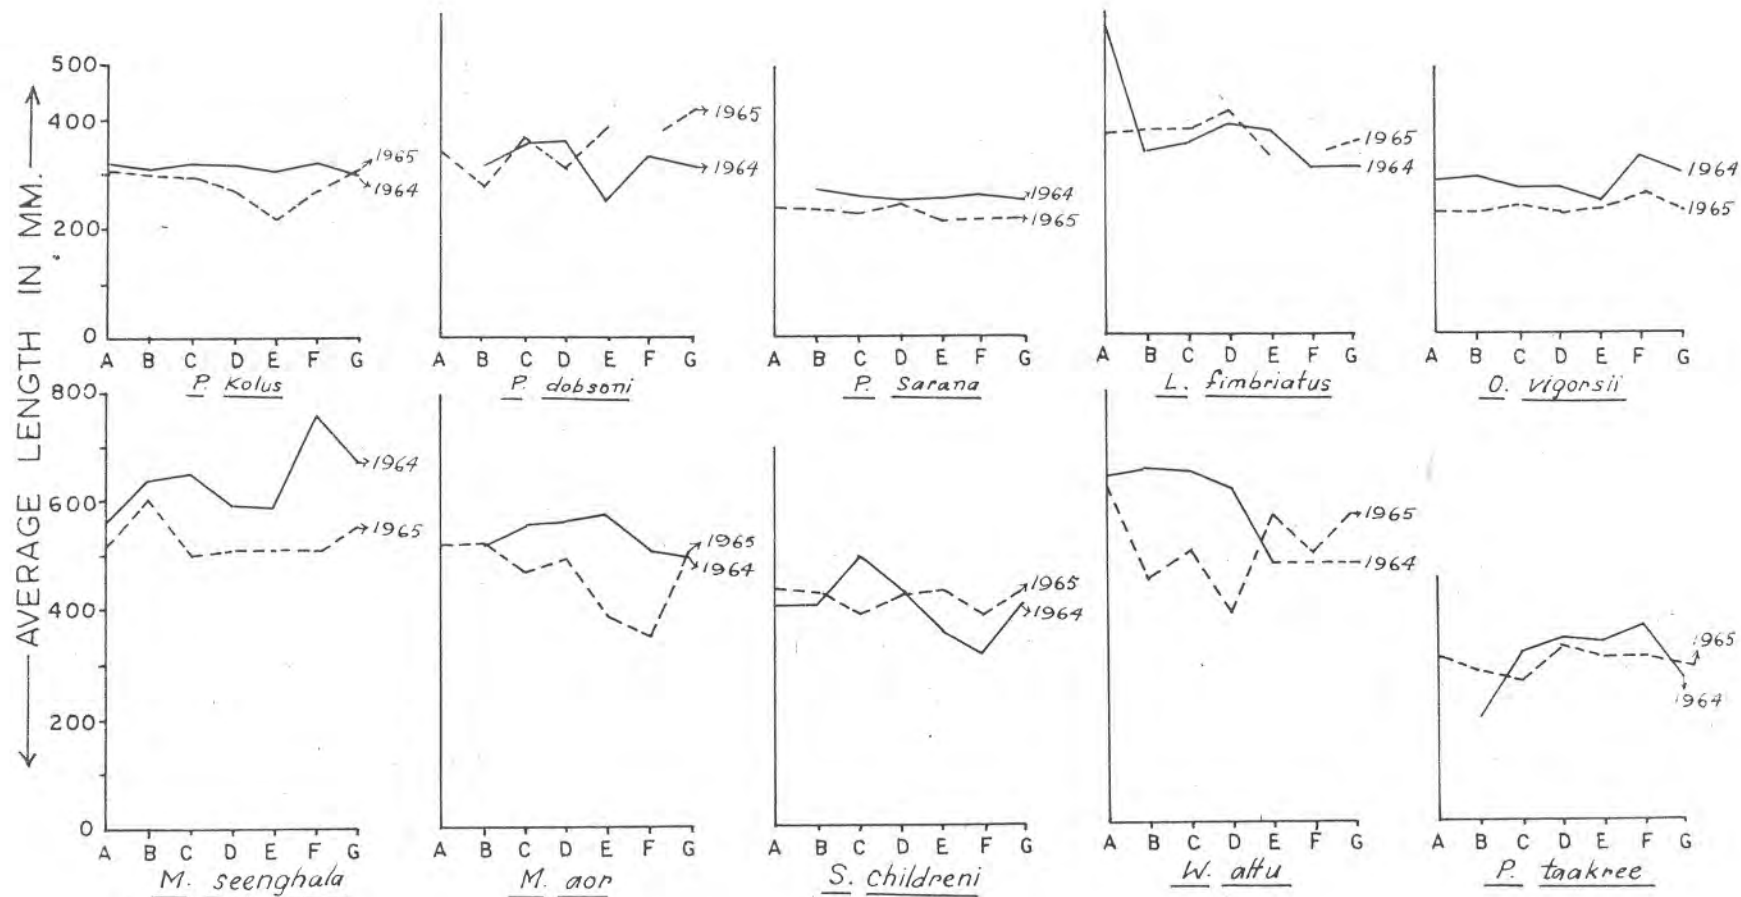 ← AVERAGE LENGTH IN MM. →
500
400
200
0
1965
1964
A B C D E F G
P. Kolus
1965
1964
A B C D E F G
P. dobsoni
1964
1965
A B C D E F G
P. Sarana
1965
1964
A B C D E F G
L. fimbriatus
1964
1965
A B C D E F G
O. vigorsii
800
600
400
200
0
1964
1965
A B C D E F G
M. seenghala
1965
1964
A B C D E F G
M. aor
1965
1964
A B C D E F G
S. Childreni
1965
1964
A B C D E F G
W. attu
1965
1964
A B C D E F G
P. taakree